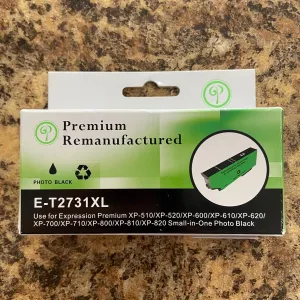 Premium
Remanufactured
PHOTO BLACK
E-T2731XL
Use for Expression Premium XP-510/XP-520/XP-600/XP-610/XP-620/
XP-700/XP-710/XP-800/XP-810/XP-820 Small-in-One Photo Black